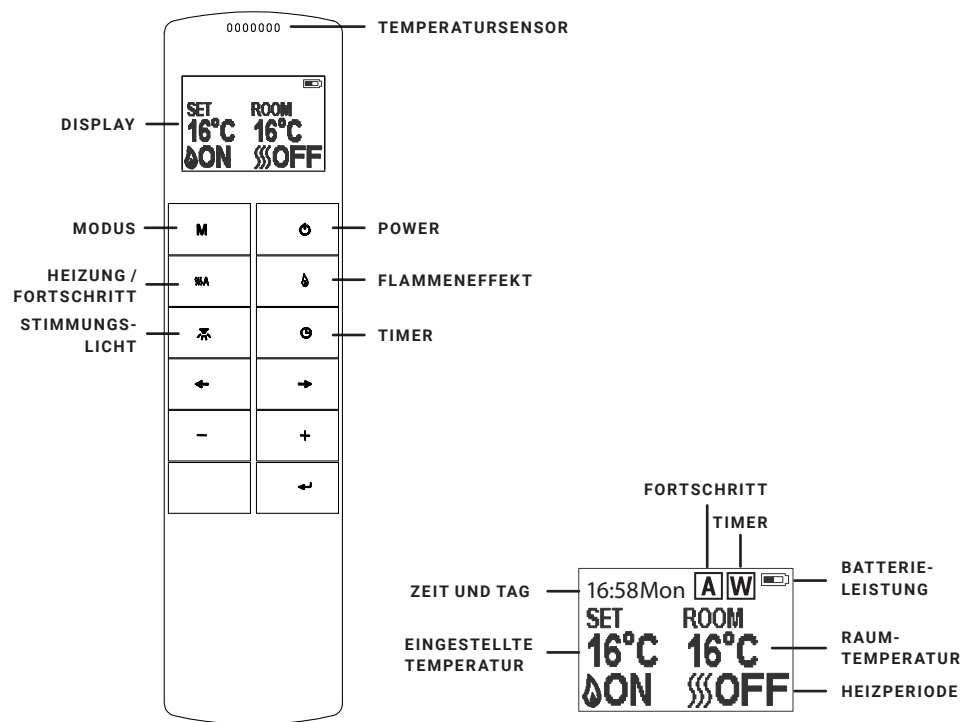 0000000
TEMPERATURSENSOR
DISPLAY
SET ROOM
16°C 16°C
ON OFF
MODUS
M
POWER
HEIZUNG /
FORTSCHRITT
A
FLAMMENEFFEKT
STIMMUNGS-
LICHT
TIMER
- +
FORTSCHRITT
TIMER
ZEIT UND TAG
16:58Mon A W
BATTERIE-
LEISTUNG
SET ROOM
EINGESTELLTE
TEMPERATUR
16°C 16°C
RAUM-
TEMPERATUR
ON OFF
HEIZPERIODE